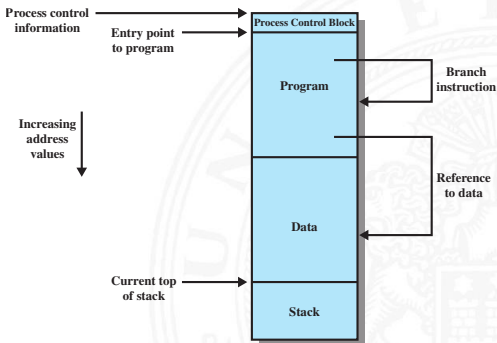 Process control
information
Process Control Block
Entry point
to program
Program
Branch
instruction
Increasing
address
values
Reference
to data
Data
Current top
of stack
Stack